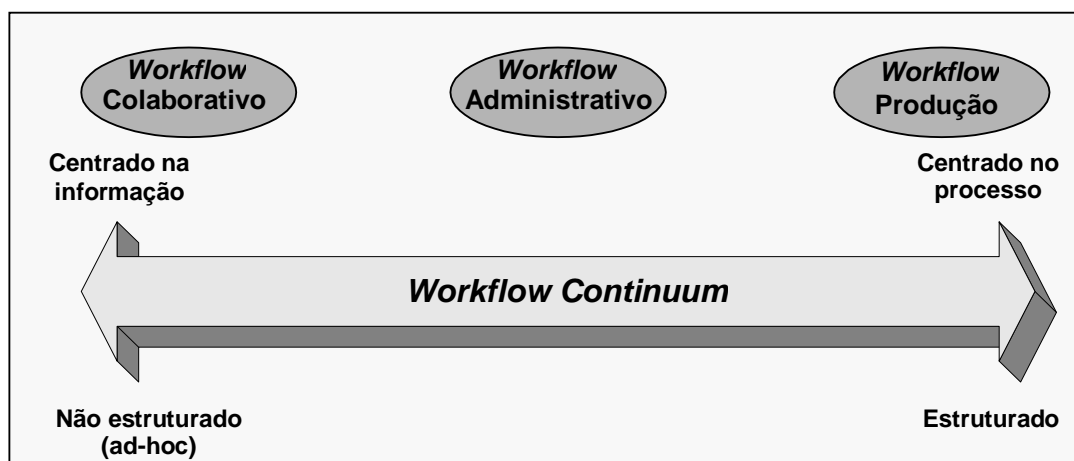 Workflow
Colaborativo
Workflow
Administrativo
Workflow
Produção
Centrado na
informação
Centrado no
processo
Workflow Continuum
Não estruturado
(ad-hoc)
Estruturado